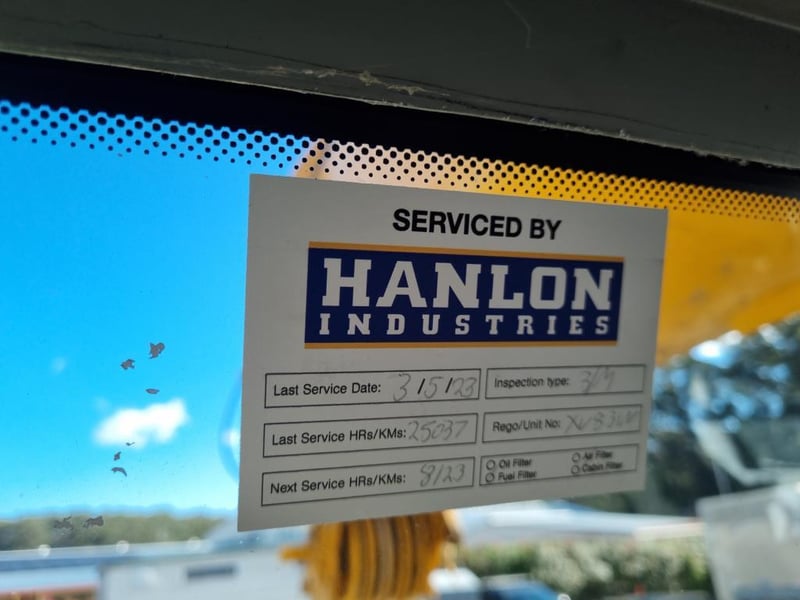 SERVICED BY
HANLON
INDUSTRIES
Last Service Date: 3/5/23
Inspection type:
Last Service HRs/KMs: 25037
Rego/Unit No:
Next Service HRs/KMs: 8/23
Oil Filter
Air Filter
Fuel Filter
Cabin Filter